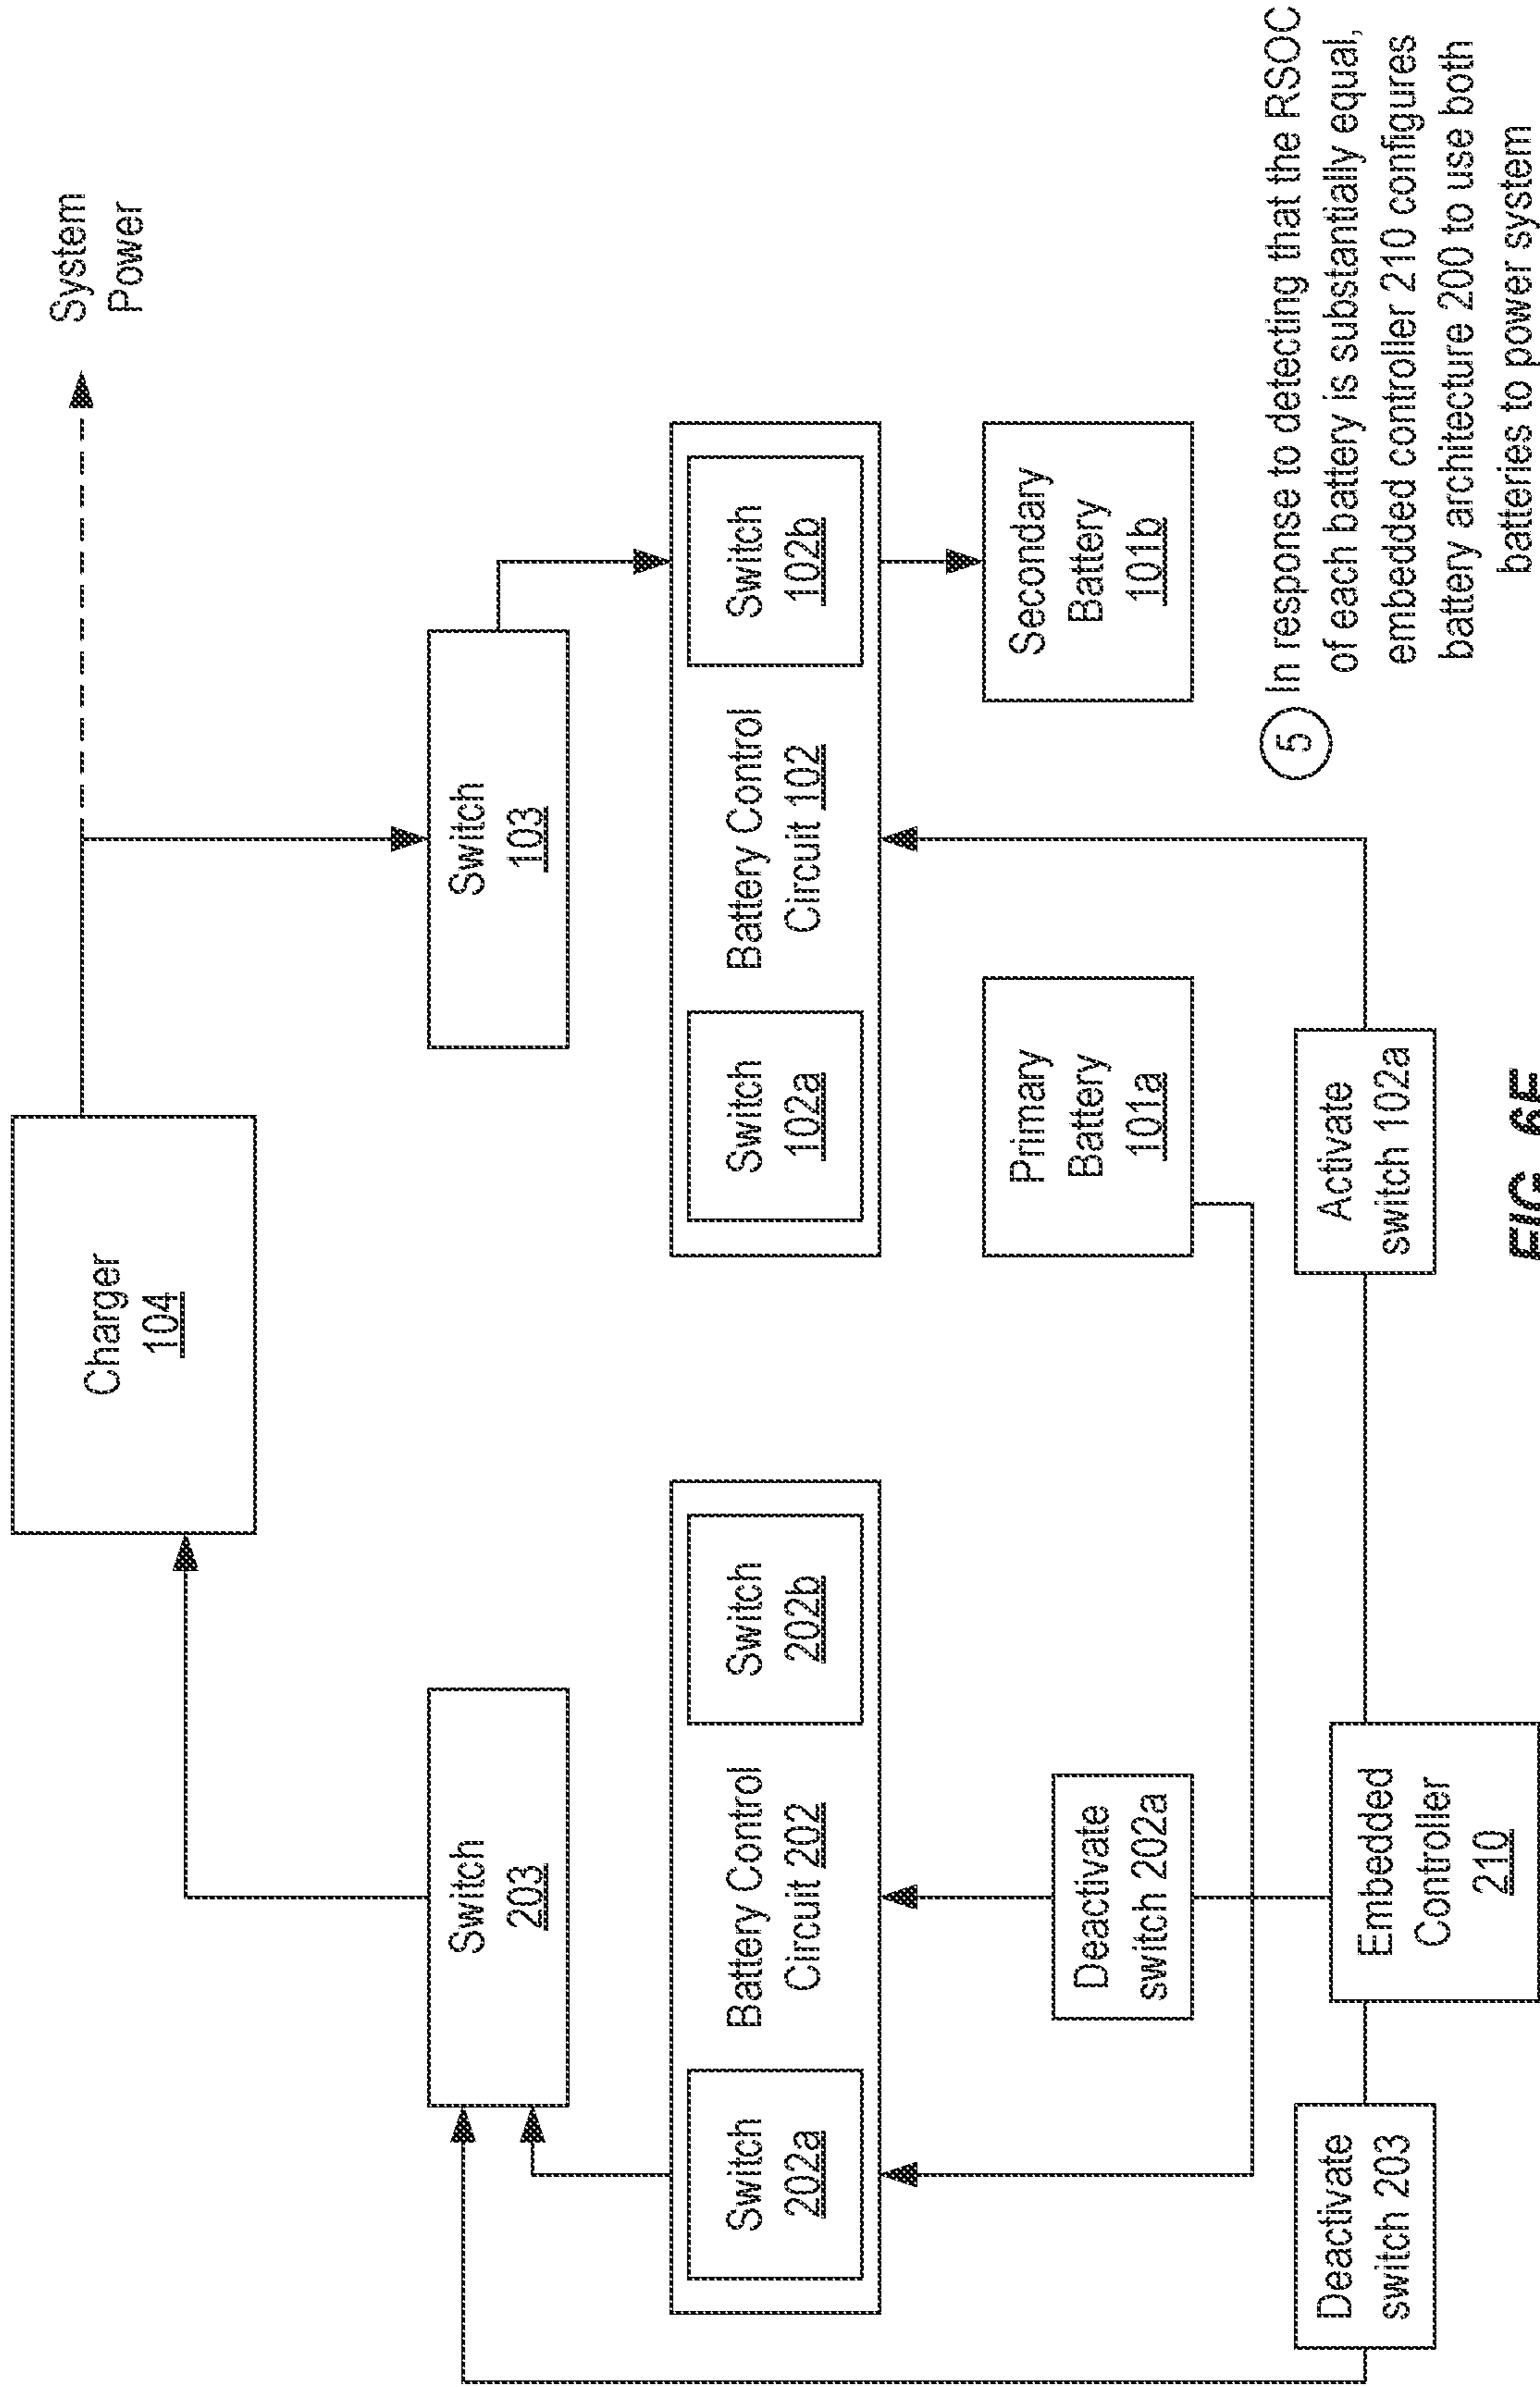 System
Power
Charger
104
Switch
203
Switch
103
Switch
202a
Battery Control
Circuit 202
Switch
202b
Switch
102a
Battery Control
Circuit 102
Switch
102b
Primary
Battery
101a
Secondary
Battery
101b
Deactivate
switch 202a
Deactivate
switch 203
Embedded
Controller
210
Activate
switch 102a
5
In response to detecting that the RSOC
of each battery is substantially equal,
embedded controller 210 configures
battery architecture 200 to use both
batteries to power system